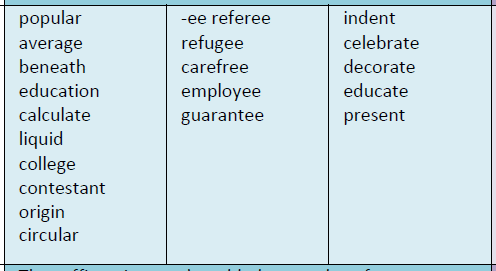 popular
average
beneath
education
calculate
liquid
college
contestant
origin
circular
-ee referee
refugee
carefree
employee
guarantee
indent
celebrate
decorate
educate
present